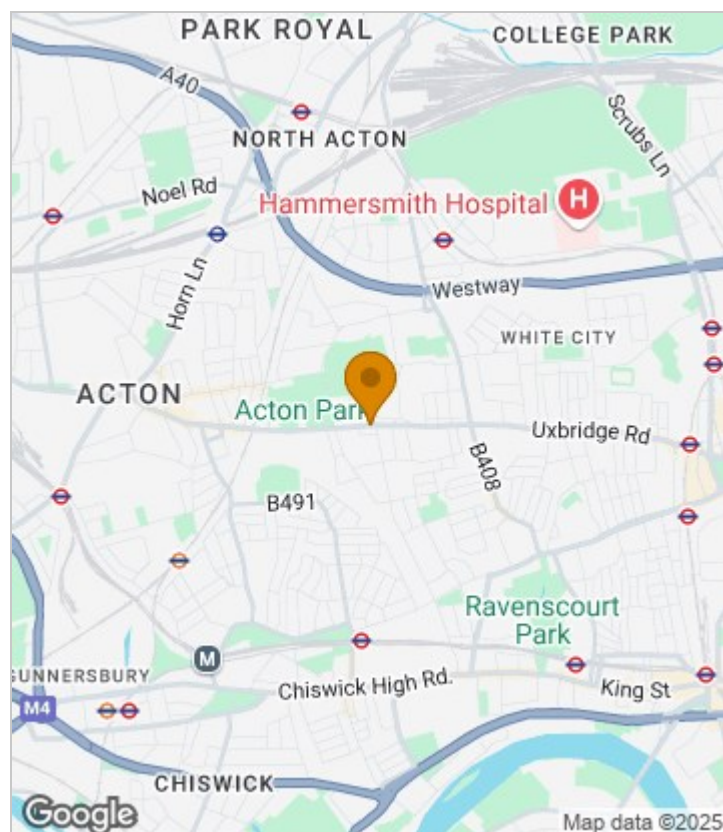 PARK ROYAL
COLLEGE PARK
A40
Scrubs Ln
NORTH ACTON
Noel Rd
Hammersmith Hospital
H
Horn Ln
Westway
WHITE CITY
ACTON
Acton Park
Uxbridge Rd
B408
B491
Ravenscourt
Park
M
GUNNERSBURY
Chiswick High Rd.
King St
M4
CHISWICK
Google
Map data ©2025